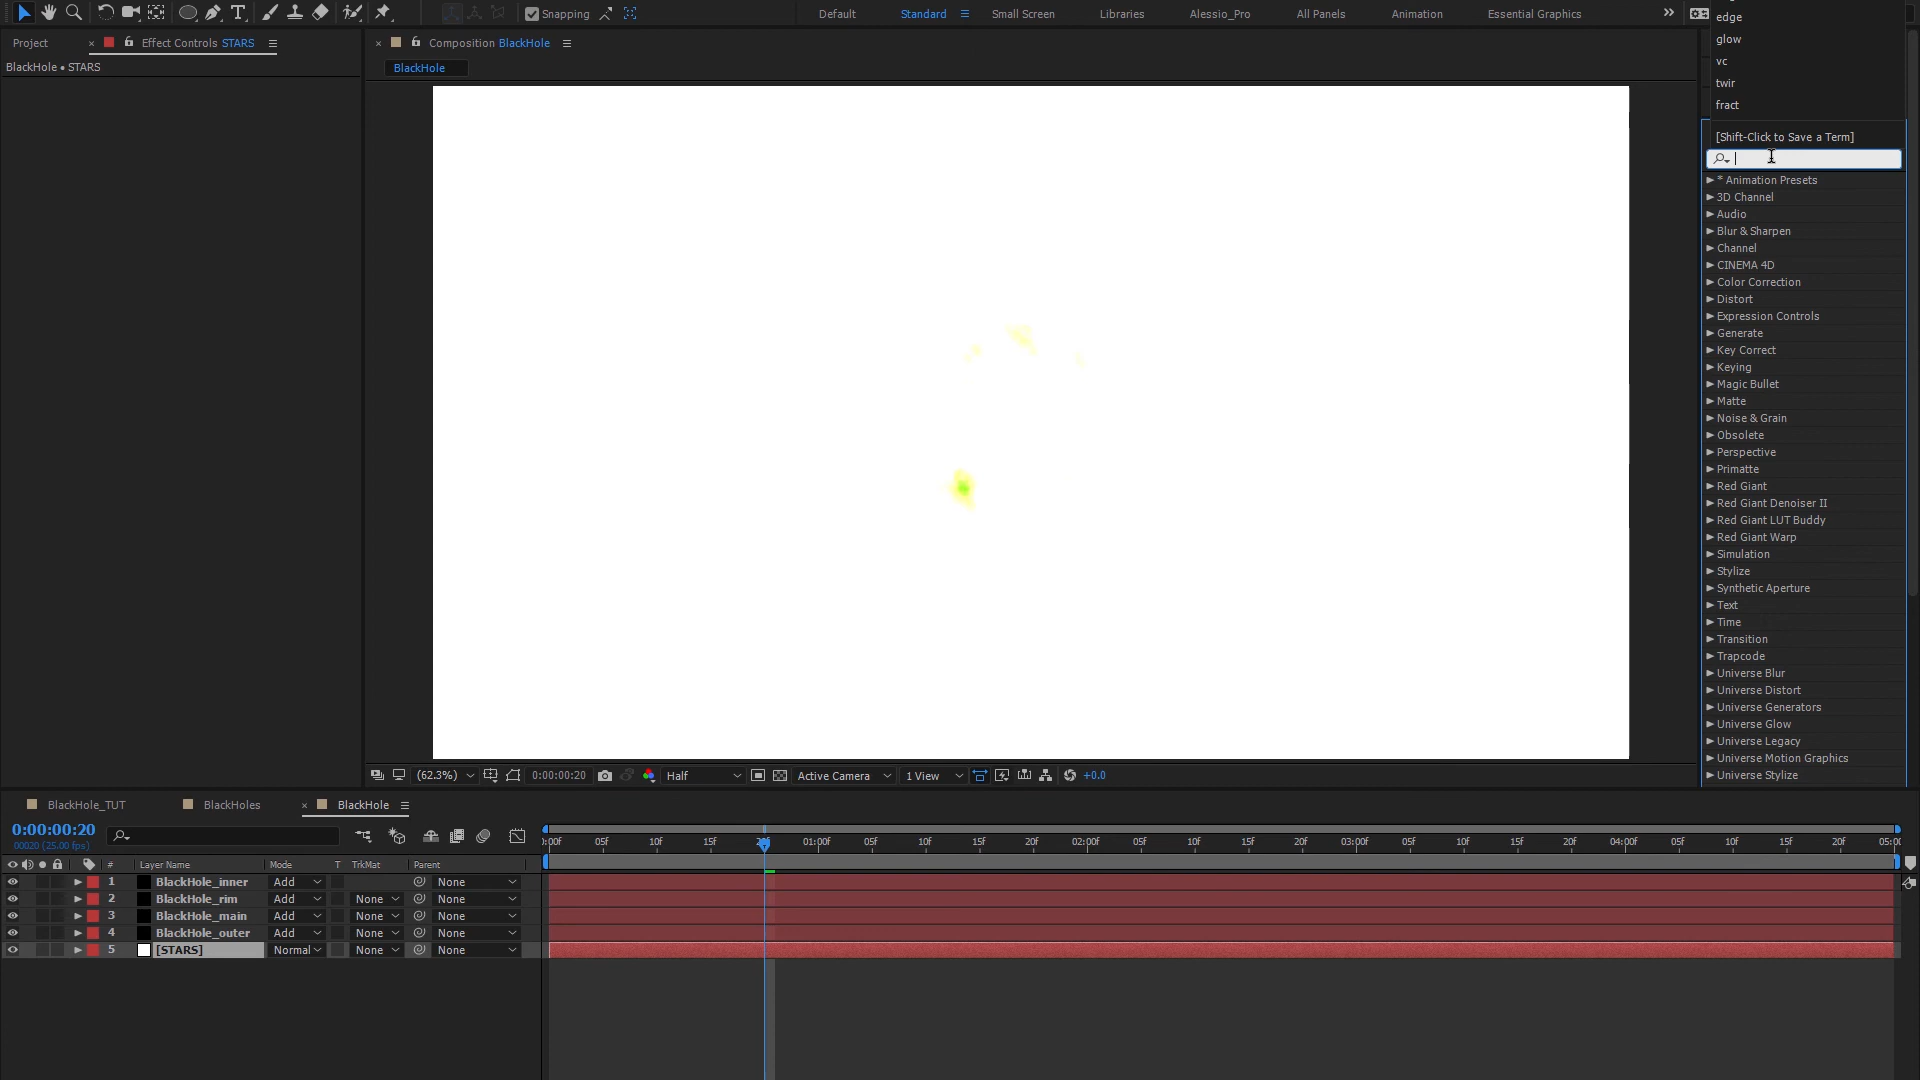 Snapping
Default
Standard
Small Screen
Libraries
Alessio_Pro
All Panels
Animation
Essential Graphics
Project
Effect Controls STARS
BlackHole • STARS
Composition BlackHole
BlackHole
edge
glow
vc
twir
fract
[Shift-Click to Save a Term]
* Animation Presets
3D Channel
Audio
Blur & Sharpen
Channel
CINEMA 4D
Color Correction
Distort
Expression Controls
Generate
Key Correct
Keying
Magic Bullet
Matte
Noise & Grain
Obsolete
Perspective
Primatte
Red Giant
Red Giant Denoiser II
Red Giant LUT Buddy
Red Giant Warp
Simulation
Stylize
Synthetic Aperture
Text
Time
Transition
Trapcode
Universe Blur
Universe Distort
Universe Generators
Universe Glow
Universe Legacy
Universe Motion Graphics
Universe Stylize
(62.3%) 0:00:00:20 Half Active Camera 1 View +0.0
BlackHole_TUT BlackHoles BlackHole
0:00:00:20
00020 (25.00 fps)
:00f 05f 10f 15f 20f 01:00f 05f 10f 15f 20f 02:00f 05f 10f 15f 20f 03:00f 05f 10f 15f 20f 04:00f 05f 10f 15f 20f 05:0
# Layer Name Mode T TrkMat Parent
1 BlackHole_inner Add None
2 BlackHole_rim Add None None
3 BlackHole_main Add None None
4 BlackHole_outer Add None None
5 [STARS] Normal None None